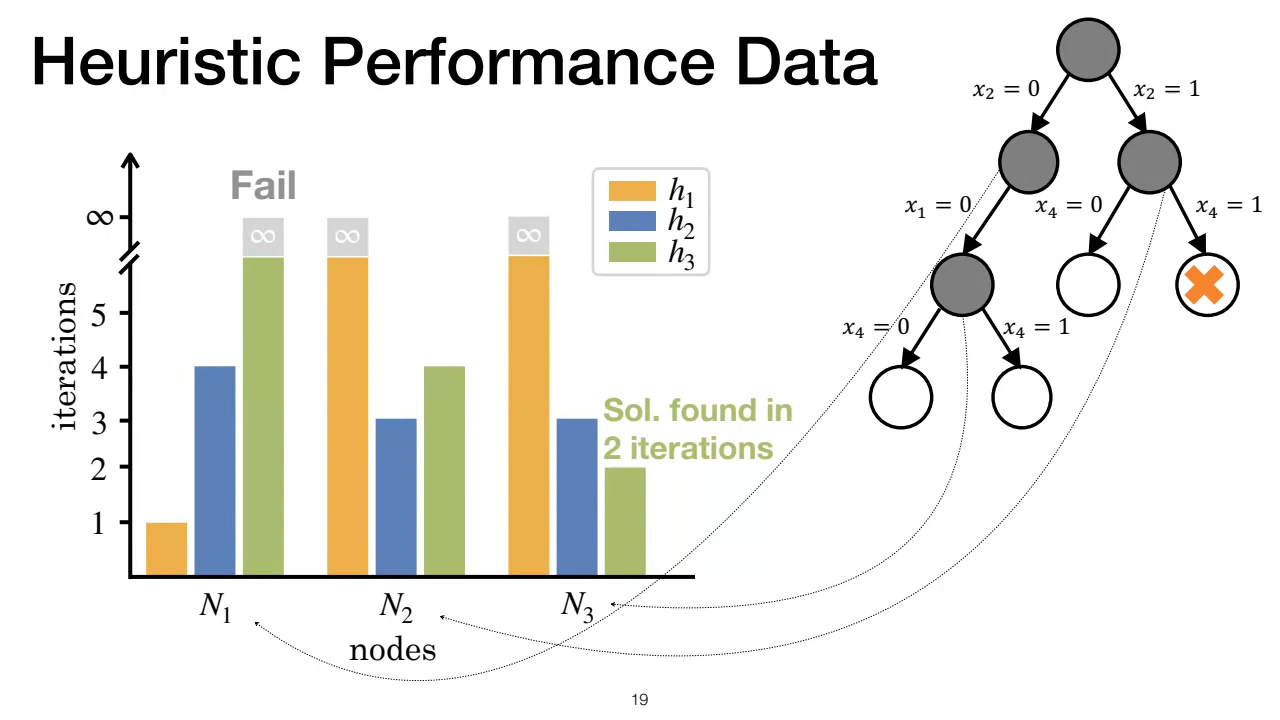 Heuristic Performance Data
x₂ = 0
x₂ = 1
x₁ = 0
x₄ = 0
x₄ = 1
x₄ = 0
x₄ = 1
Fail
∞
∞
∞
∞
h₁
h₂
h₃
iterations
5
4
3
2
1
Sol. found in
2 iterations
N₁
N₂
N₃
nodes
19